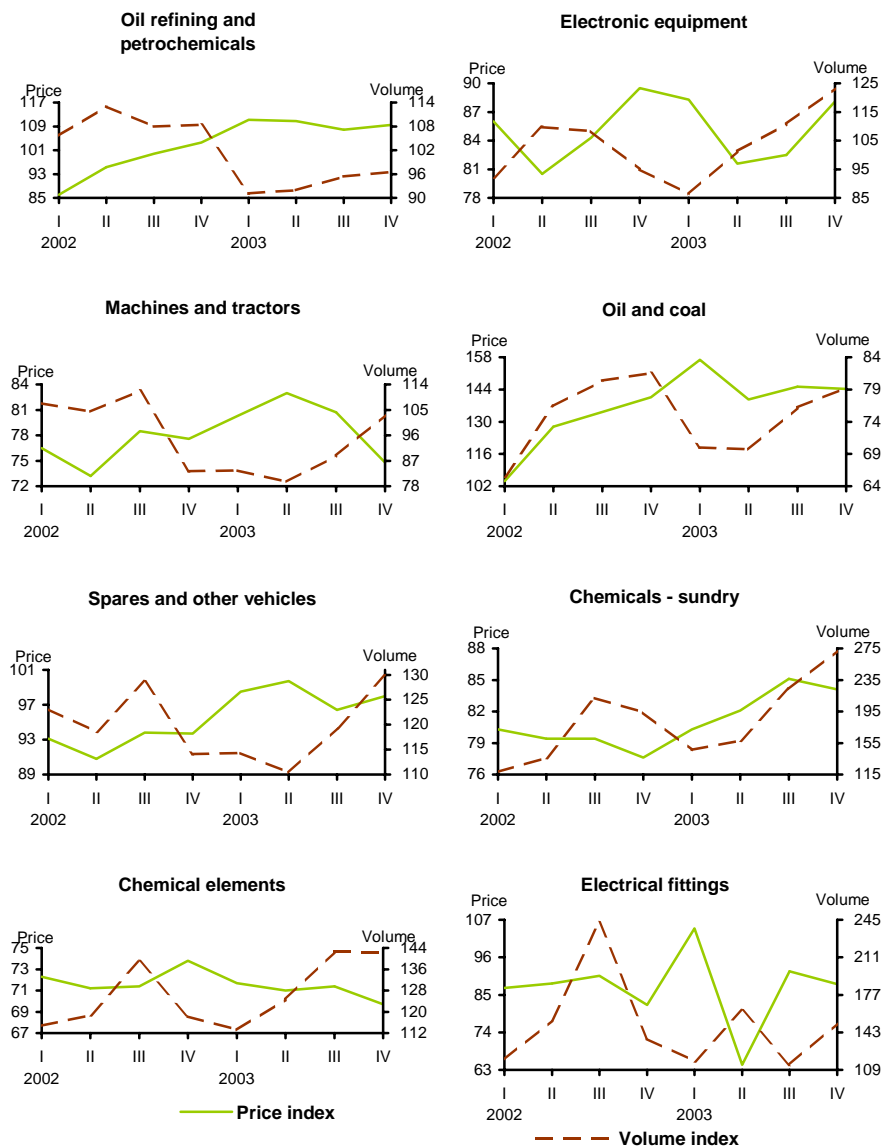 Oil refining and
petrochemicals
Price
Volume
117
109
101
93
85
114
108
102
96
90
I II III IV I II III IV
2002 2003
Electronic equipment
Price
Volume
90
87
84
81
78
125
115
105
95
85
I II III IV I II III IV
2002 2003
Machines and tractors
Price
Volume
84
81
78
75
72
114
105
96
87
78
I II III IV I II III IV
2002 2003
Oil and coal
Price
Volume
158
144
130
116
102
84
79
74
69
64
I II III IV I II III IV
2002 2003
Spares and other vehicles
Price
Volume
101
97
93
89
130
125
120
115
110
I II III IV I II III IV
2002 2003
Chemicals - sundry
Price
Volume
88
85
82
79
76
275
235
195
155
115
I II III IV I II III IV
2002 2003
Chemical elements
Price
Volume
75
73
71
69
67
144
136
128
120
112
I II III IV I II III IV
2002 2003
Electrical fittings
Price
Volume
107
96
85
74
63
245
211
177
143
109
I II III IV I II III IV
2002 2003
Price index
Volume index